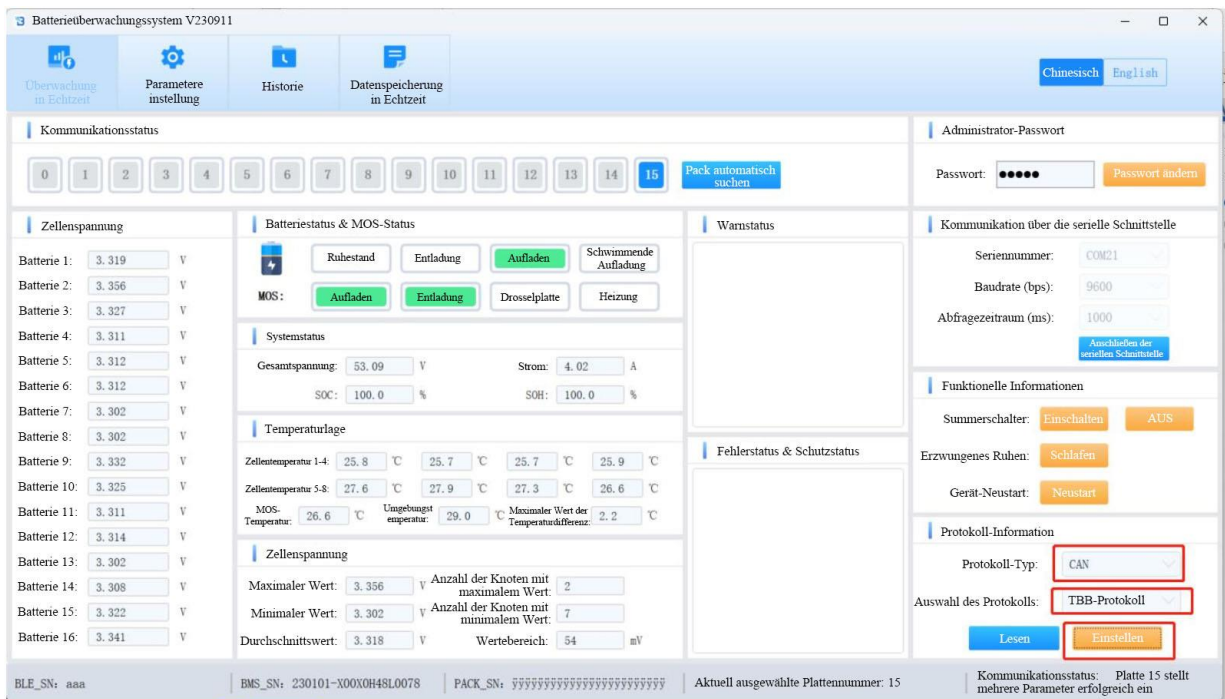 Batterieüberwachungssystem V230911
Überwachung
in Echtzeit
Parametere
instellung
Historie
Datenspeicherung
in Echtzeit
Chinesisch English
Kommunikationsstatus
0 1 2 3 4 5 6 7 8 9 10 11 12 13 14 15
Pack automatisch
suchen
Administrator-Passwort
Passwort: ●●●●● Passwort ändern
Zellenspannung
Batterie 1: 3.319 V
Batterie 2: 3.356 V
Batterie 3: 3.327 V
Batterie 4: 3.311 V
Batterie 5: 3.312 V
Batterie 6: 3.312 V
Batterie 7: 3.302 V
Batterie 8: 3.302 V
Batterie 9: 3.332 V
Batterie 10: 3.325 V
Batterie 11: 3.311 V
Batterie 12: 3.314 V
Batterie 13: 3.302 V
Batterie 14: 3.308 V
Batterie 15: 3.322 V
Batterie 16: 3.341 V
Batteriestatus & MOS-Status
Ruhestand Entladung Aufladen Schwimmende
Aufladung
MOS: Aufladen Entladung Drosselplatte Heizung
Systemstatus
Gesamtspannung: 53.09 V Strom: 4.02 A
SOC: 100.0 % SOH: 100.0 %
Temperaturlage
Zellentemperatur 1-4: 25.8 ℃ 25.7 ℃ 25.7 ℃ 25.9 ℃
Zellentemperatur 5-8: 27.6 ℃ 27.9 ℃ 27.3 ℃ 26.6 ℃
MOS-
Temperatur: 26.6 ℃ Umgebungst
emperatur: 29.0 ℃ Maximaler Wert der
Temperaturdifferenz: 2.2 ℃
Zellenspannung
Maximaler Wert: 3.356 V Anzahl der Knoten mit
maximalem Wert: 2
Minimaler Wert: 3.302 V Anzahl der Knoten mit
minimalem Wert: 7
Durchschnittswert: 3.318 V Wertebereich: 54 mV
Warnstatus
Fehlerstatus & Schutzstatus
Kommunikation über die serielle Schnittstelle
Seriennummer: COM21
Baudrate (bps): 9600
Abfragezeitraum (ms): 1000
Anschließen der
seriellen Schnittstelle
Funktionelle Informationen
Summerschalter: Einschalten AUS
Erzwungenes Ruhen: Schlafen
Gerät-Neustart: Neustart
Protokoll-Information
Protokoll-Typ: CAN
Auswahl des Protokolls: TBB-Protokoll
Lesen Einstellen
BLE_SN: aaa
BMS_SN: 230101-X00X0H48L0078
PACK_SN: ÿÿÿÿÿÿÿÿÿÿÿÿÿÿÿÿÿÿÿÿÿÿÿÿ
Aktuell ausgewählte Plattennummer: 15
Kommunikationsstatus: Platte 15 stellt
mehrere Parameter erfolgreich ein